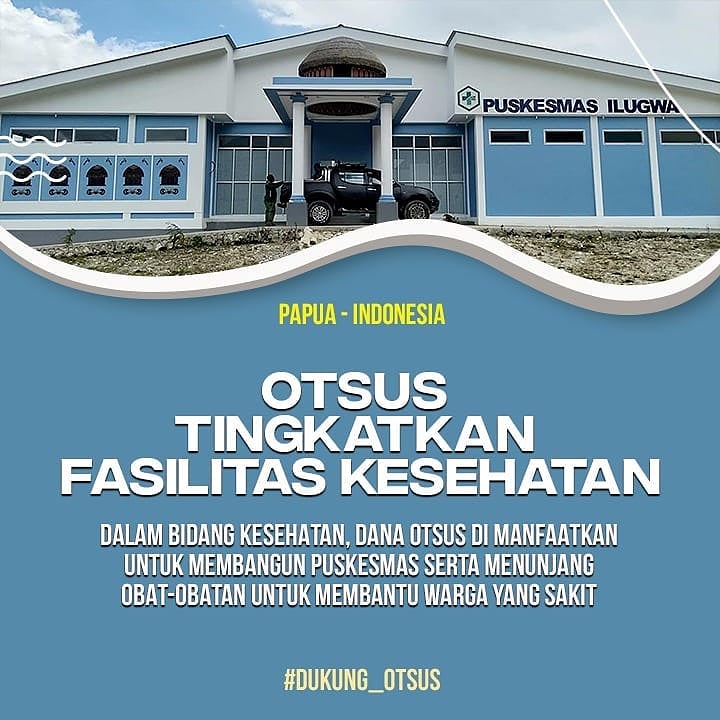 PUSKESMAS ILUGWA
PAPUA - INDONESIA
OTSUS
TINGKATKAN
FASILITAS KESEHATAN
DALAM BIDANG KESEHATAN, DANA OTSUS DI MANFAATKAN
UNTUK MEMBANGUN PUSKESMAS SERTA MENUNJANG
OBAT-OBATAN UNTUK MEMBANTU WARGA YANG SAKIT
#DUKUNG_OTSUS